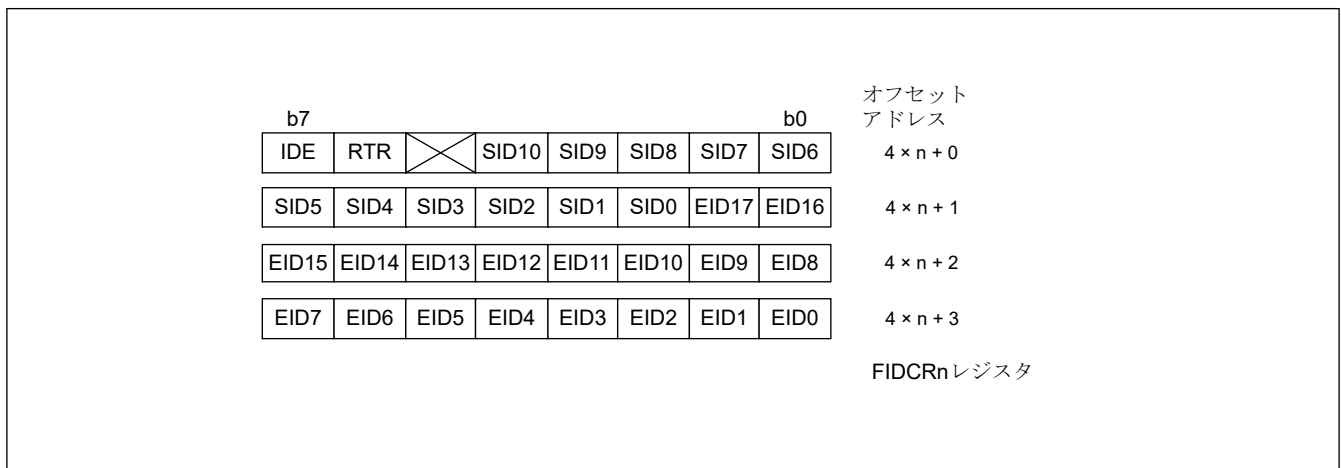 オフセット
b7 b0 アドレス
IDE RTR SID10 SID9 SID8 SID7 SID6 4 × n + 0
SID5 SID4 SID3 SID2 SID1 SID0 EID17 EID16 4 × n + 1
EID15 EID14 EID13 EID12 EID11 EID10 EID9 EID8 4 × n + 2
EID7 EID6 EID5 EID4 EID3 EID2 EID1 EID0 4 × n + 3
FIDCRnレジスタ